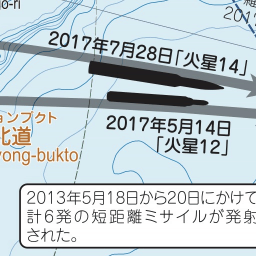 o-ri
2017年7月28日「火星14」
2017年5月14日
「火星12」
ョンプクト
北道
yong-bukto
2013年5月18日から20日にかけて
計6発の短距離ミサイルが発射
された。